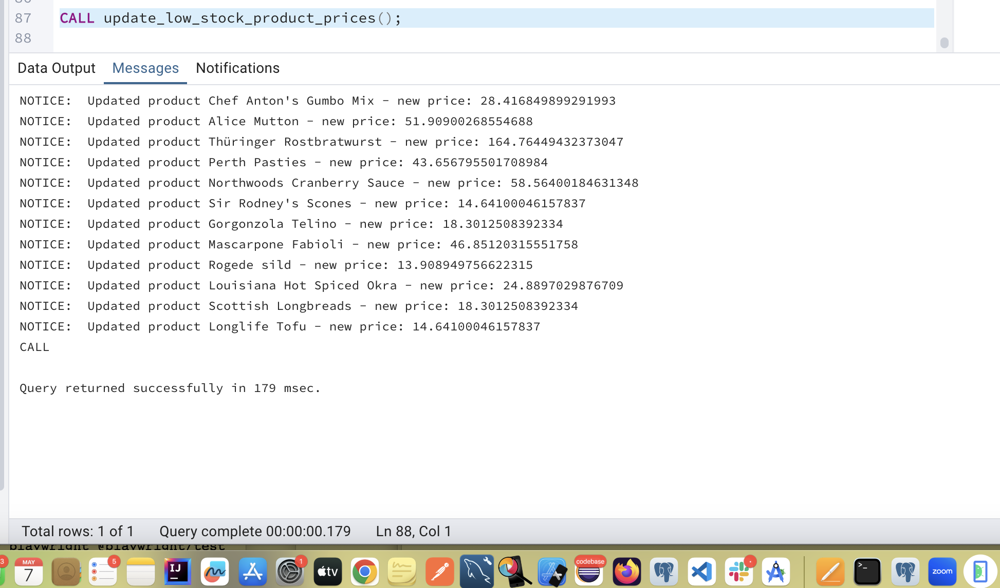 87 CALL update_low_stock_product_prices();
88
Data Output Messages Notifications
NOTICE:  Updated product Chef Anton's Gumbo Mix - new price: 28.416849899291993
NOTICE:  Updated product Alice Mutton - new price: 51.90900268554688
NOTICE:  Updated product Thüringer Rostbratwurst - new price: 164.76449432373047
NOTICE:  Updated product Perth Pasties - new price: 43.656795501708984
NOTICE:  Updated product Northwoods Cranberry Sauce - new price: 58.56400184631348
NOTICE:  Updated product Sir Rodney's Scones - new price: 14.64100046157837
NOTICE:  Updated product Gorgonzola Telino - new price: 18.3012508392334
NOTICE:  Updated product Mascarpone Fabioli - new price: 46.85120315551758
NOTICE:  Updated product Rogede sild - new price: 13.908949756622315
NOTICE:  Updated product Louisiana Hot Spiced Okra - new price: 24.8897029876709
NOTICE:  Updated product Scottish Longbreads - new price: 18.3012508392334
NOTICE:  Updated product Longlife Tofu - new price: 14.64100046157837
CALL
Query returned successfully in 179 msec.
Total rows: 1 of 1 Query complete 00:00:00.179 Ln 88, Col 1
playwright @playwright/test
3 MAY 7 5 IJ 1 tv codebase >_ zoom